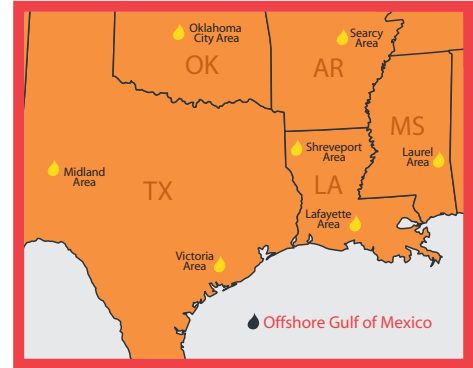 Oklahoma
City Area
OK
Searcy
Area
AR
MS
Shreveport
Area
Laurel
Area
Midland
Area
TX
LA
Lafayette
Area
Victoria
Area
Offshore Gulf of Mexico